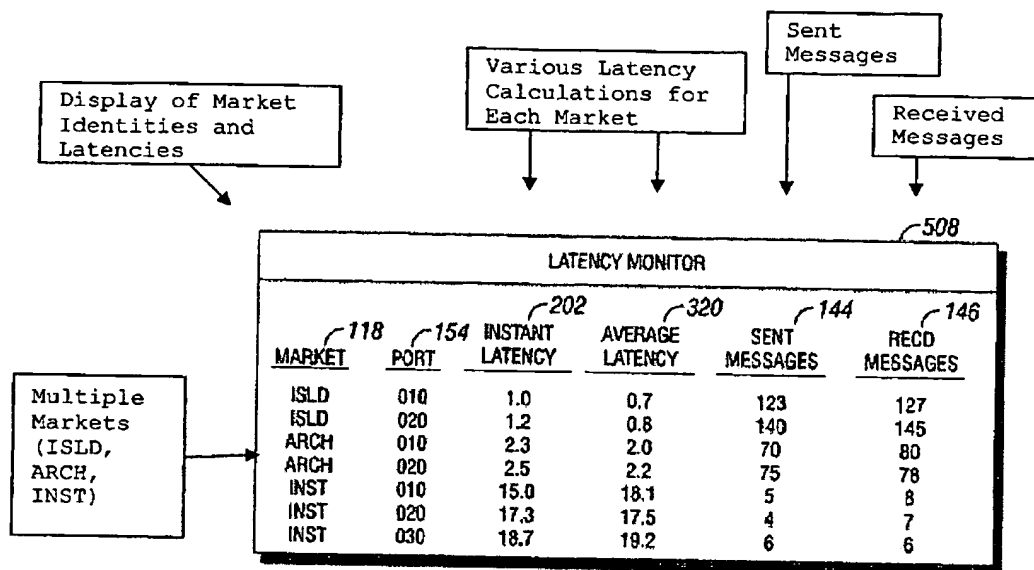 Sent
Messages
Various Latency
Calculations for
Each Market
Display of Market
Identities and
Latencies
Received
Messages
508
LATENCY MONITOR
118 154 202 320 144 146
MARKET PORT INSTANT LATENCY AVERAGE LATENCY SENT MESSAGES RECD MESSAGES
ISLD 010 1.0 0.7 123 127
ISLD 020 1.2 0.8 140 145
ARCH 010 2.3 2.0 70 80
ARCH 020 2.5 2.2 75 78
INST 010 15.0 18.1 5 8
INST 020 17.3 17.5 4 7
INST 030 18.7 19.2 6 6
Multiple
Markets
(ISLD,
ARCH,
INST)